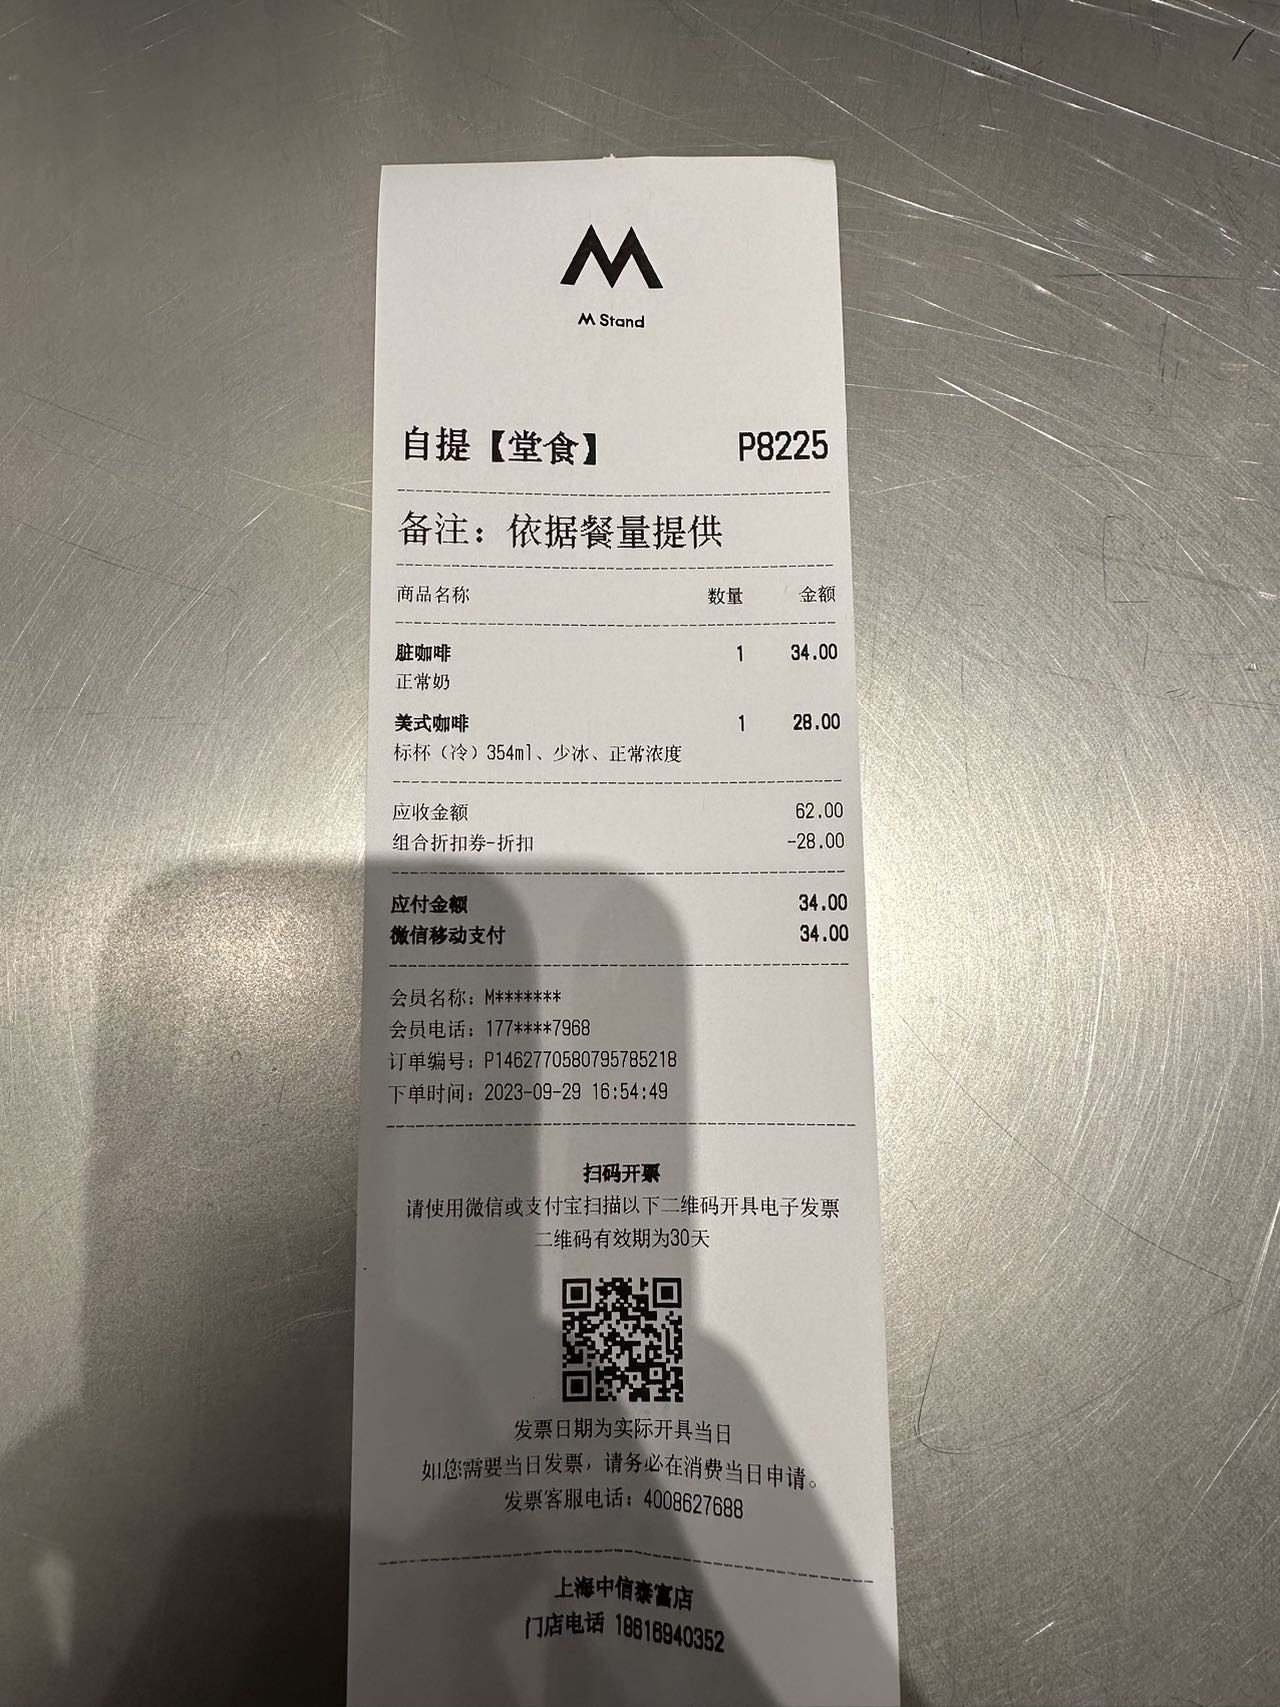 M Stand
自提【堂食】 P8225
备注：依据餐量提供
商品名称 数量 金额
脏咖啡 1 34.00
正常奶
美式咖啡 1 28.00
标杯（冷）354ml、少冰、正常浓度
应收金额 62.00
组合折扣券-折扣 -28.00
应付金额 34.00
微信移动支付 34.00
会员名称：M*******
会员电话：177****7968
订单编号：P1462770580795785218
下单时间：2023-09-29 16:54:49
扫码开票
请使用微信或支付宝扫描以下二维码开具电子发票
二维码有效期为30天
发票日期为实际开具当日
如您需要当日发票，请务必在消费当日申请。
发票客服电话：4008627688
上海中信泰富店
门店电话 18616940352